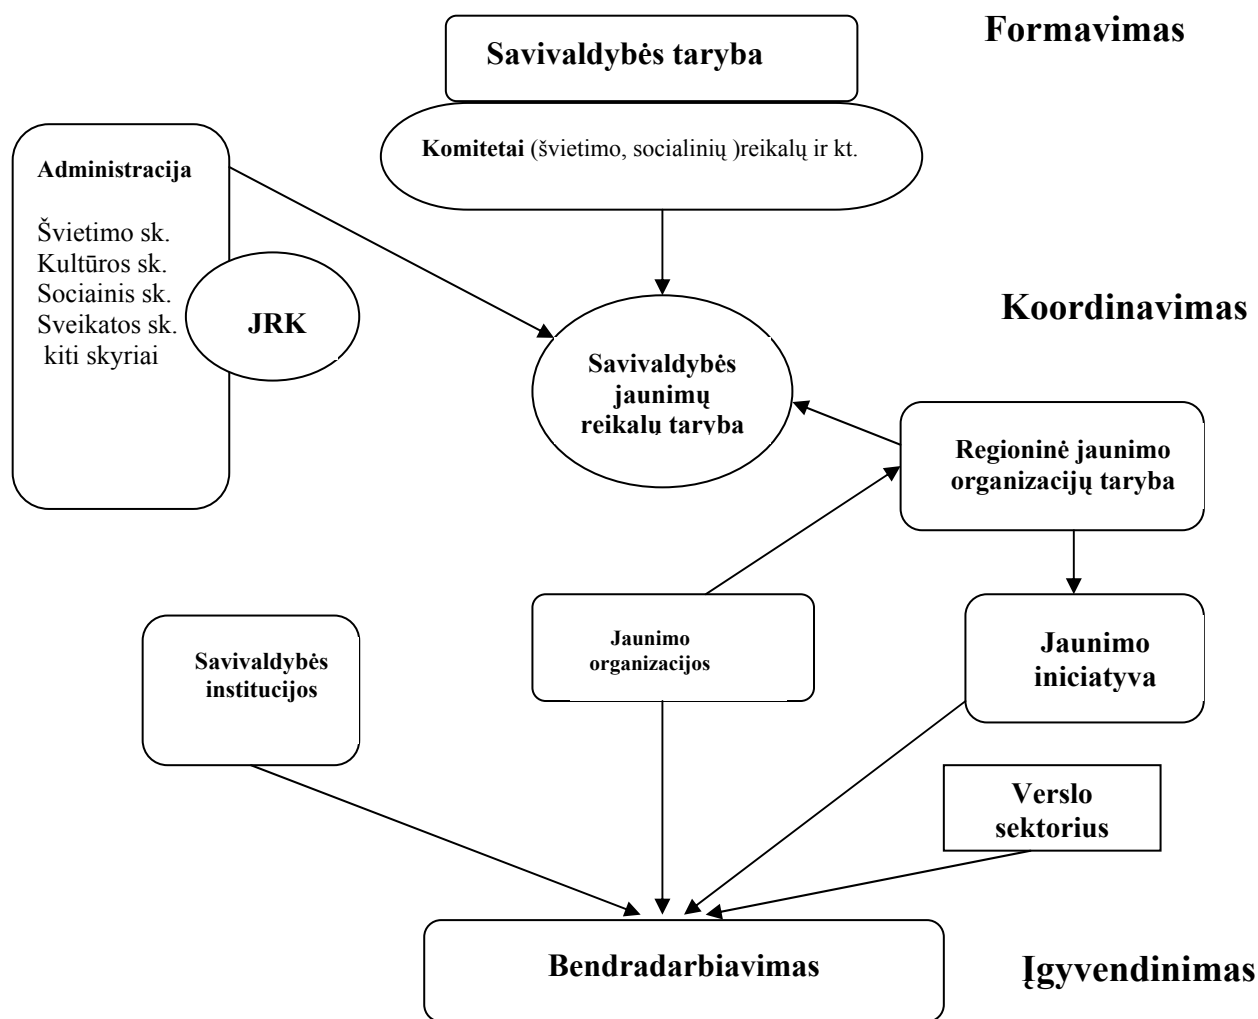 Formavimas
Savivaldybės taryba
Komitetai (švietimo, socialinių )reikalų ir kt.
Administracija
Švietimo sk.
Kultūros sk.
Sociainis sk.
Sveikatos sk.
kiti skyriai
JRK
Koordinavimas
Savivaldybės
jaunimų
reikalų taryba
Regioninė jaunimo
organizacijų taryba
Jaunimo
organizacijos
Jaunimo
iniciatyva
Savivaldybės
institucijos
Verslo
sektorius
Bendradarbiavimas
Įgyvendinimas